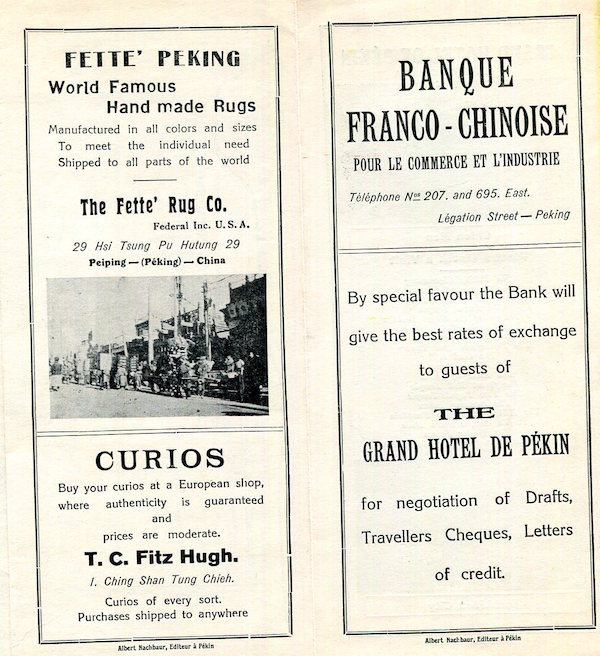 FETTE' PEKING
World Famous
Hand made Rugs
Manufactured in all colors and sizes
To meet the individual need
Shipped to all parts of the world
The Fette' Rug Co.
Federal Inc. U.S.A.
29 Hsi Tsung Pu Hutung 29
Peiping — (Péking) — China
CURIOS
Buy your curios at a European shop,
where authenticity is guaranteed
and
prices are moderate.
T. C. Fitz Hugh.
1. Ching Shan Tung Chieh.
Curios of every sort.
Purchases shipped to anywhere
Albert Nachbaur, Editeur à Pékin
BANQUE
FRANCO - CHINOISE
POUR LE COMMERCE ET L'INDUSTRIE
Téléphone Nos 207. and 695. East.
Légation Street — Peking
By special favour the Bank will
give the best rates of exchange
to guests of
THE
GRAND HOTEL DE PÉKIN
for negotiation of Drafts,
Travellers Cheques, Letters
of credit.
Albert Nachbaur, Editeur à Pékin